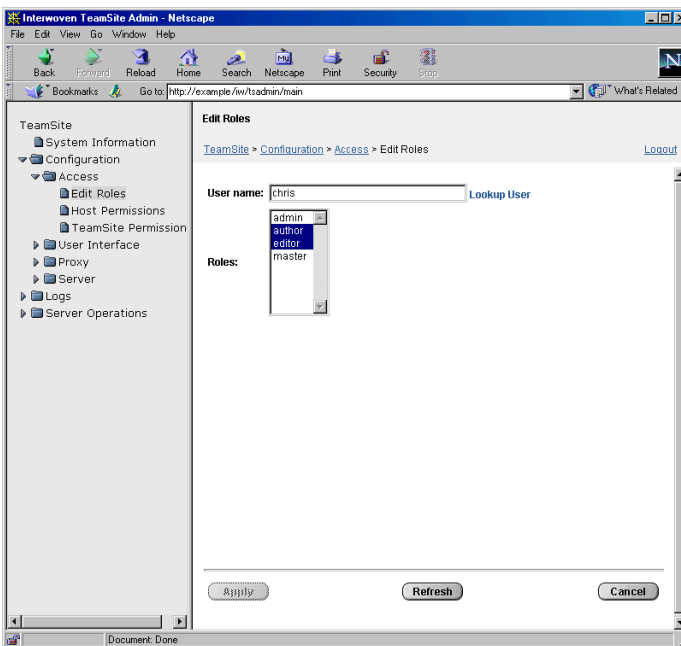 Interwoven TeamSite Admin - Netscape
File Edit View Go Window Help
Back Forward Reload Home Search Netscape Print Security Stop
My
N
Bookmarks Go to: http://example/iw/tsadmin/main What's Related
TeamSite
System Information
Configuration
Access
Edit Roles
Host Permissions
TeamSite Permission
User Interface
Proxy
Server
Logs
Server Operations
Edit Roles
TeamSite > Configuration > Access > Edit Roles Logout
User name: chris Lookup User
Roles:
admin
author
editor
master
Apply Refresh Cancel
Document: Done